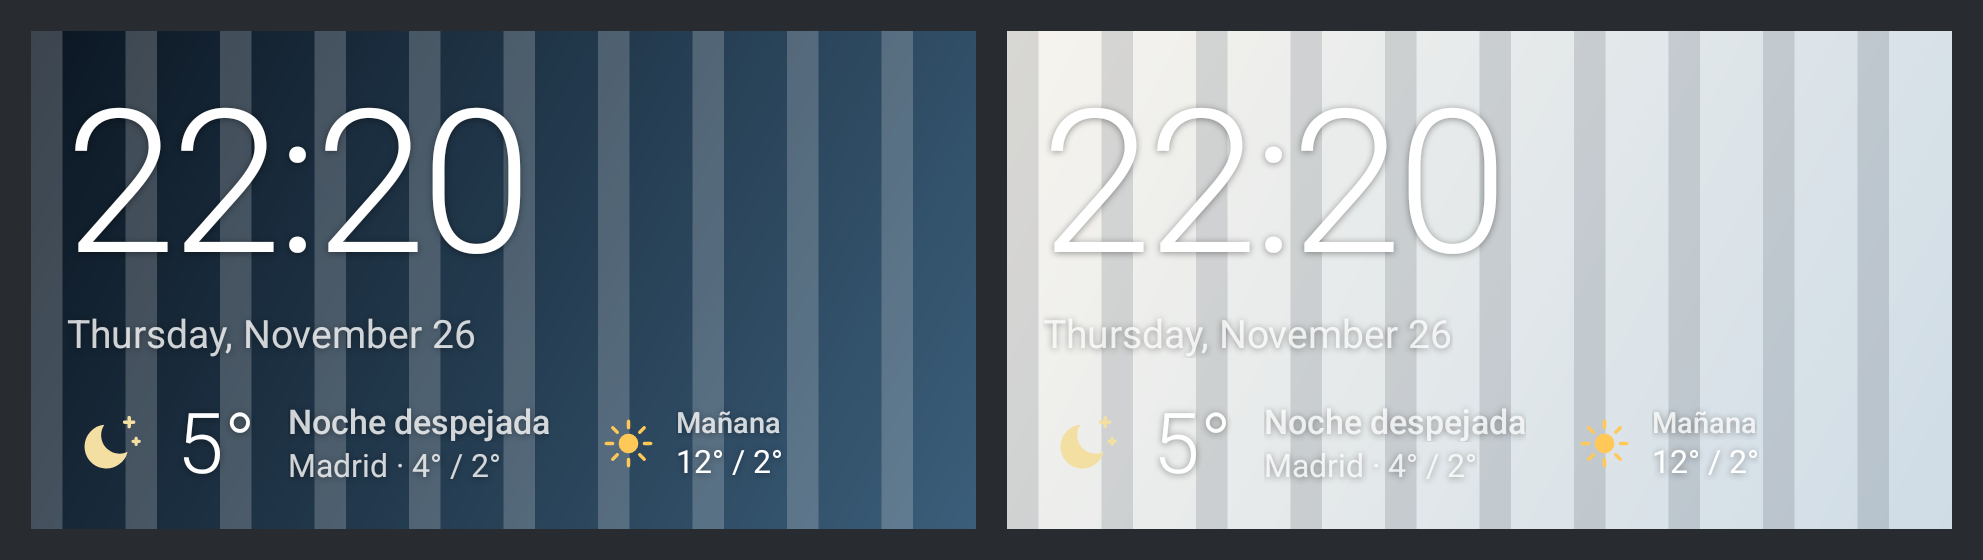 22:20
Thursday, November 26
5°
Noche despejada
Madrid · 4° / 2°
Mañana
12° / 2°
22:20
Thursday, November 26
5°
Noche despejada
Madrid · 4° / 2°
Mañana
12° / 2°